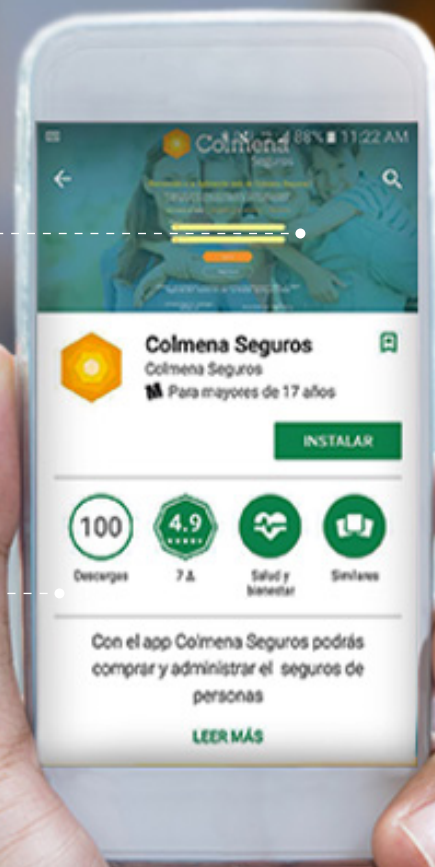 Colmena
Seguros
88% 11:22 AM
Colmena Seguros
Colmena Seguros
Para mayores de 17 años
INSTALAR
100
4.9
Descargas
7
Salud y
bienestar
Similares
Con el app Colmena Seguros podrás
comprar y administrar el seguros de
personas
LEER MÁS